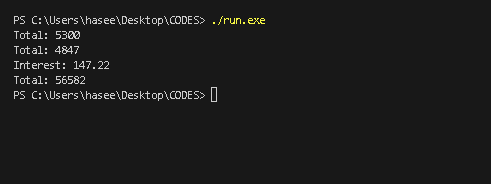 PS C:\Users\hasee\Desktop\CODES> ./run.exe
Total: 5300
Total: 4847
Interest: 147.22
Total: 56582
PS C:\Users\hasee\Desktop\CODES>